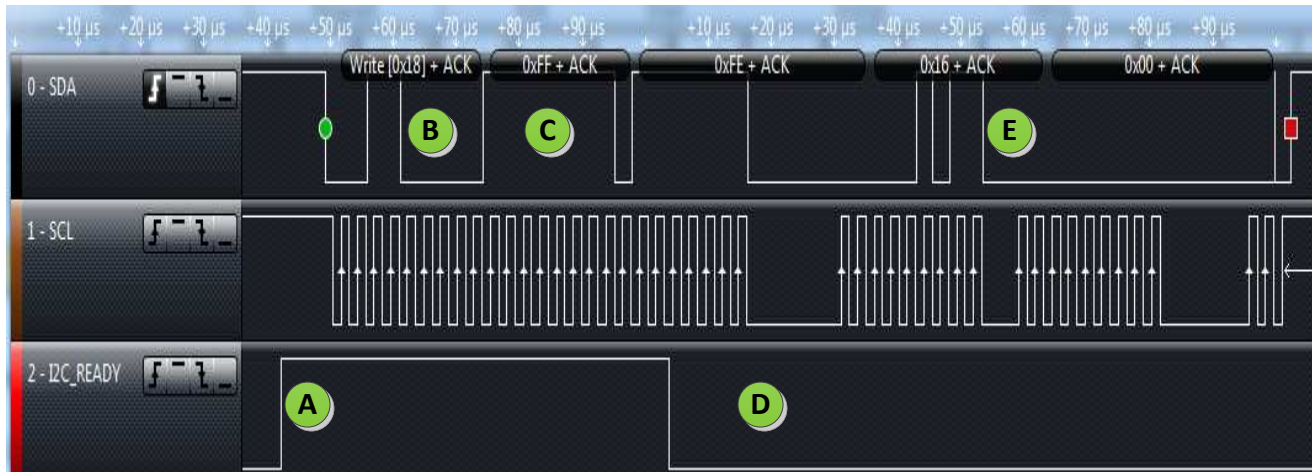 +10 µs +20 µs +30 µs +40 µs +50 µs +60 µs +70 µs +80 µs +90 µs +10 µs +20 µs +30 µs +40 µs +50 µs +60 µs +70 µs +80 µs +90 µs
Write [0x18] + ACK 0xFF + ACK 0xFE + ACK 0x16 + ACK 0x00 + ACK
0 - SDA
B C E
1 - SCL
2 - I2C_READY
A D